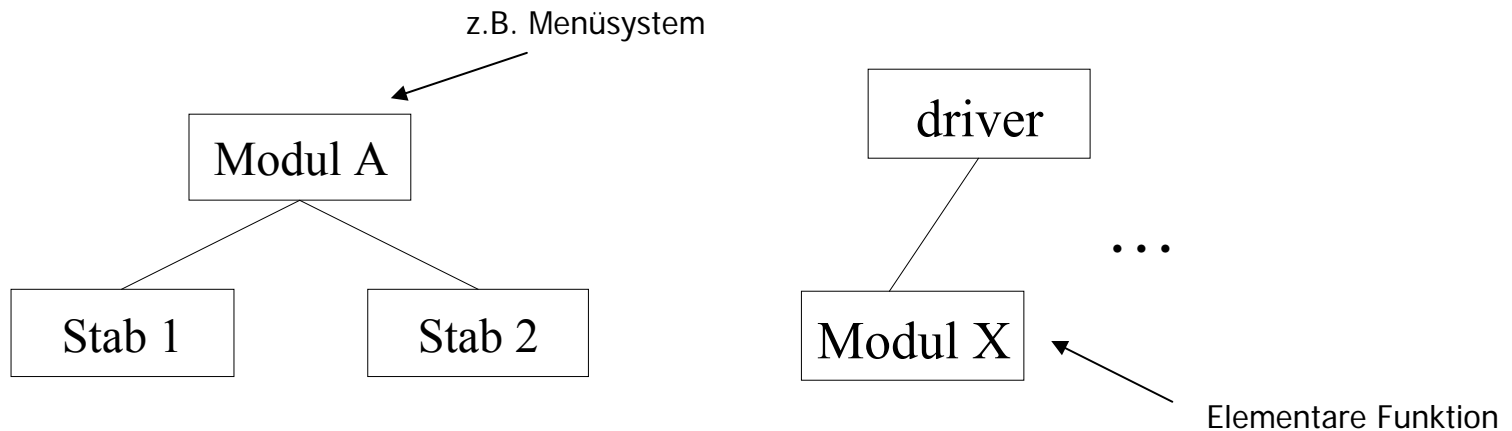 z.B. Menüsystem
Modul A
Stab 1
Stab 2
driver
...
Modul X
Elementare Funktion